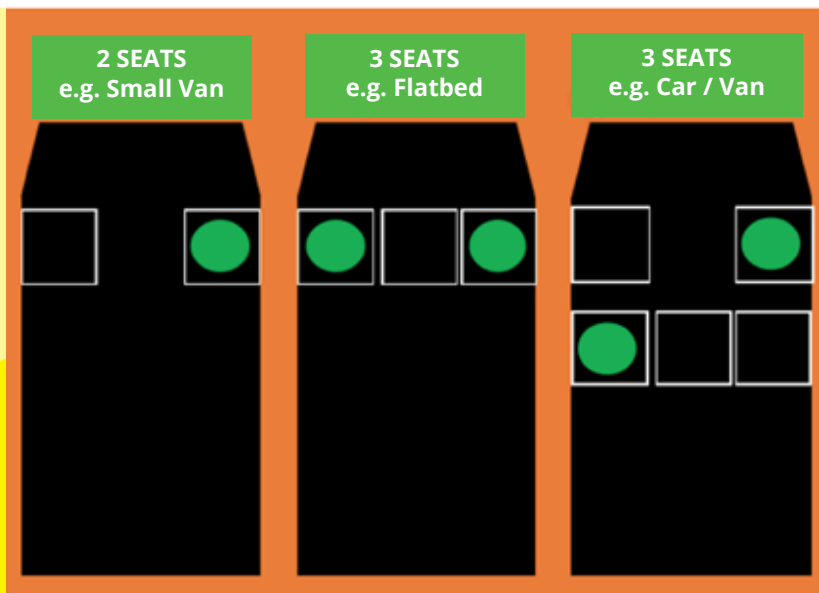 2 SEATS
e.g. Small Van
3 SEATS
e.g. Flatbed
3 SEATS
e.g. Car / Van